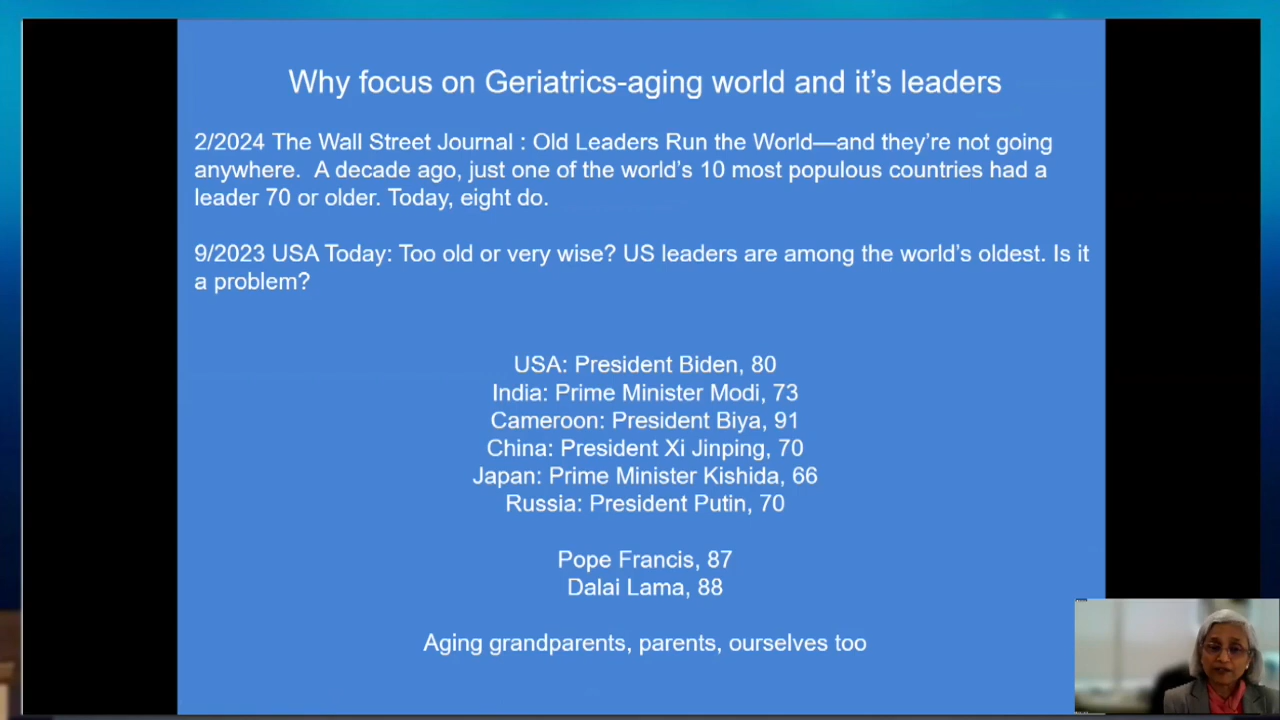 Why focus on Geriatrics-aging world and it's leaders
2/2024 The Wall Street Journal : Old Leaders Run the World—and they're not going
anywhere.  A decade ago, just one of the world's 10 most populous countries had a
leader 70 or older. Today, eight do.
9/2023 USA Today: Too old or very wise? US leaders are among the world's oldest. Is it
a problem?
USA: President Biden, 80
India: Prime Minister Modi, 73
Cameroon: President Biya, 91
China: President Xi Jinping, 70
Japan: Prime Minister Kishida, 66
Russia: President Putin, 70
Pope Francis, 87
Dalai Lama, 88
Aging grandparents, parents, ourselves too